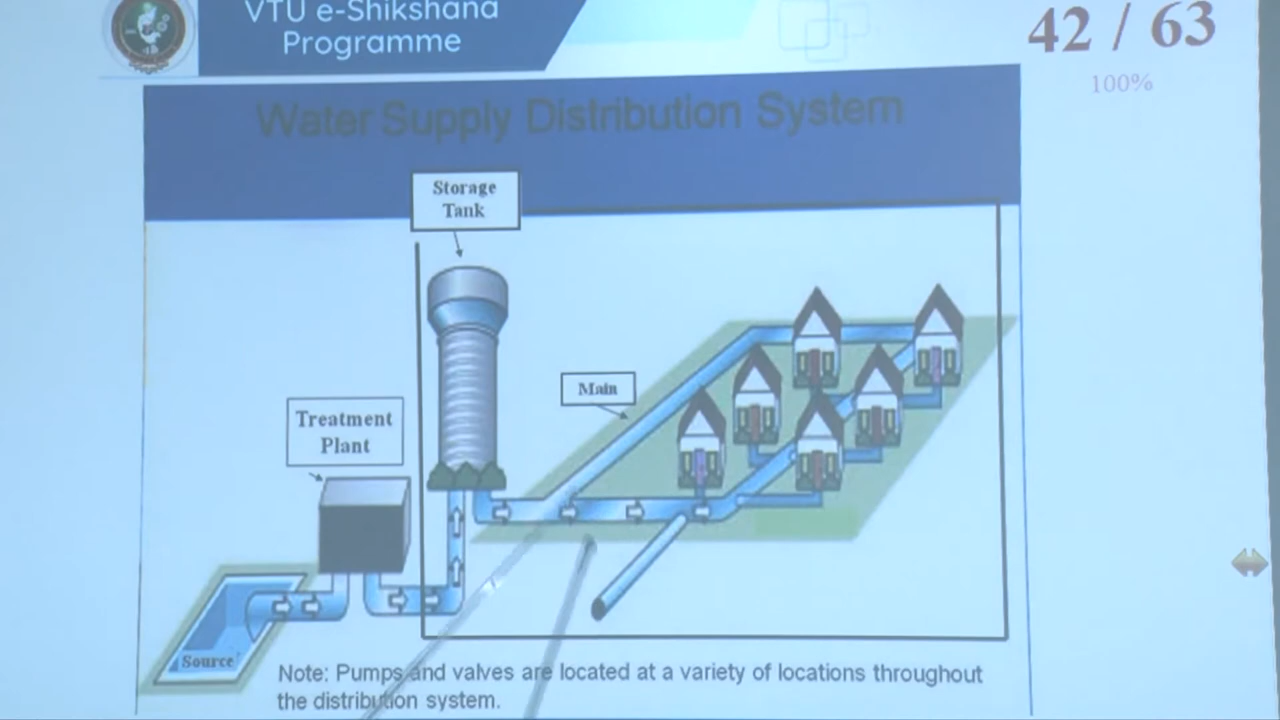 VTU e-Shikshana
Programme
42 / 63
100%
Water Supply Distribution System
Storage
Tank
Main
Treatment
Plant
Source
Note: Pumps and valves are located at a variety of locations throughout
the distribution system.